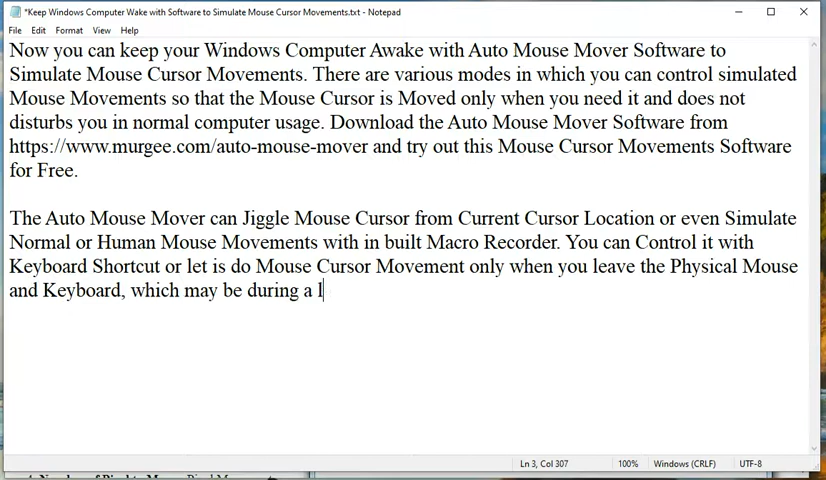 *Keep Windows Computer Wake with Software to Simulate Mouse Cursor Movements.txt - Notepad
File Edit Format View Help
Now you can keep your Windows Computer Awake with Auto Mouse Mover Software to
Simulate Mouse Cursor Movements. There are various modes in which you can control simulated
Mouse Movements so that the Mouse Cursor is Moved only when you need it and does not
disturbs you in normal computer usage. Download the Auto Mouse Mover Software from
https://www.murgee.com/auto-mouse-mover and try out this Mouse Cursor Movements Software
for Free.
The Auto Mouse Mover can Jiggle Mouse Cursor from Current Cursor Location or even Simulate
Normal or Human Mouse Movements with in built Macro Recorder. You can Control it with
Keyboard Shortcut or let is do Mouse Cursor Movement only when you leave the Physical Mouse
and Keyboard, which may be during a l
Ln 3, Col 307 100% Windows (CRLF) UTF-8